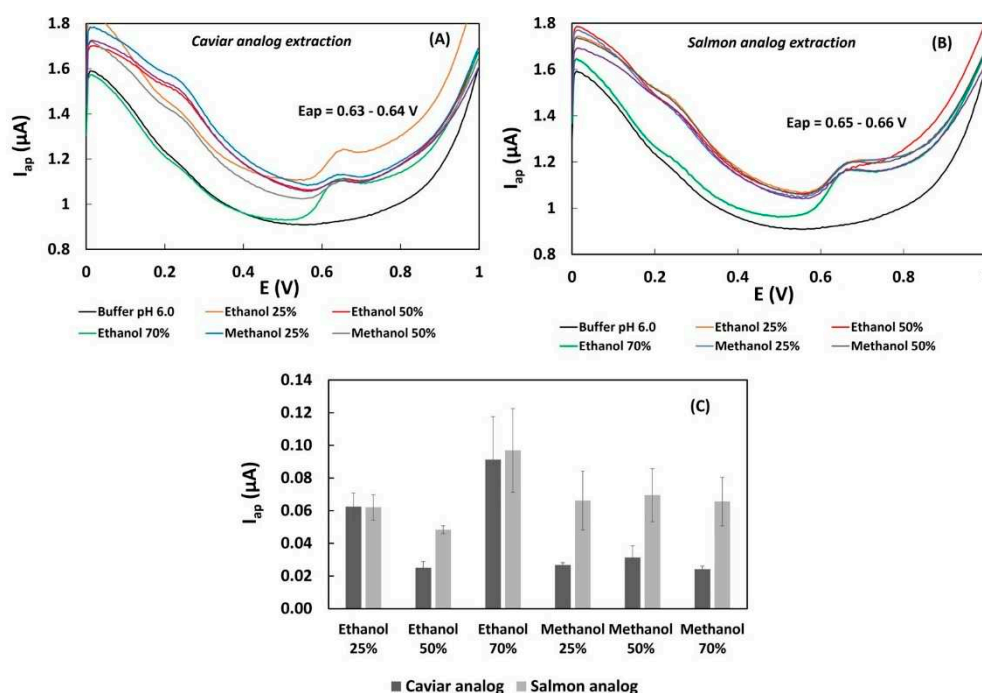 Caviar analog extraction
(A)
Eap = 0.63 - 0.64 V
Iap (µA)
1.8
1.6
1.4
1.2
1
0.8
0 0.2 0.4 0.6 0.8 1
E (V)
Buffer pH 6.0 Ethanol 25% Ethanol 50%
Ethanol 70% Methanol 25% Methanol 50%
Salmon analog extraction
(B)
Eap = 0.65 - 0.66 V
Iap (µA)
1.8
1.6
1.4
1.2
1
0.8
0 0.2 0.4 0.6 0.8 1
E (V)
Buffer pH 6.0 Ethanol 25% Ethanol 50%
Ethanol 70% Methanol 25% Methanol 50%
(C)
Iap (µA)
0.14
0.12
0.10
0.08
0.06
0.04
0.02
0.00
Ethanol Ethanol Ethanol Methanol Methanol Methanol
25% 50% 70% 25% 50% 70%
Caviar analog Salmon analog